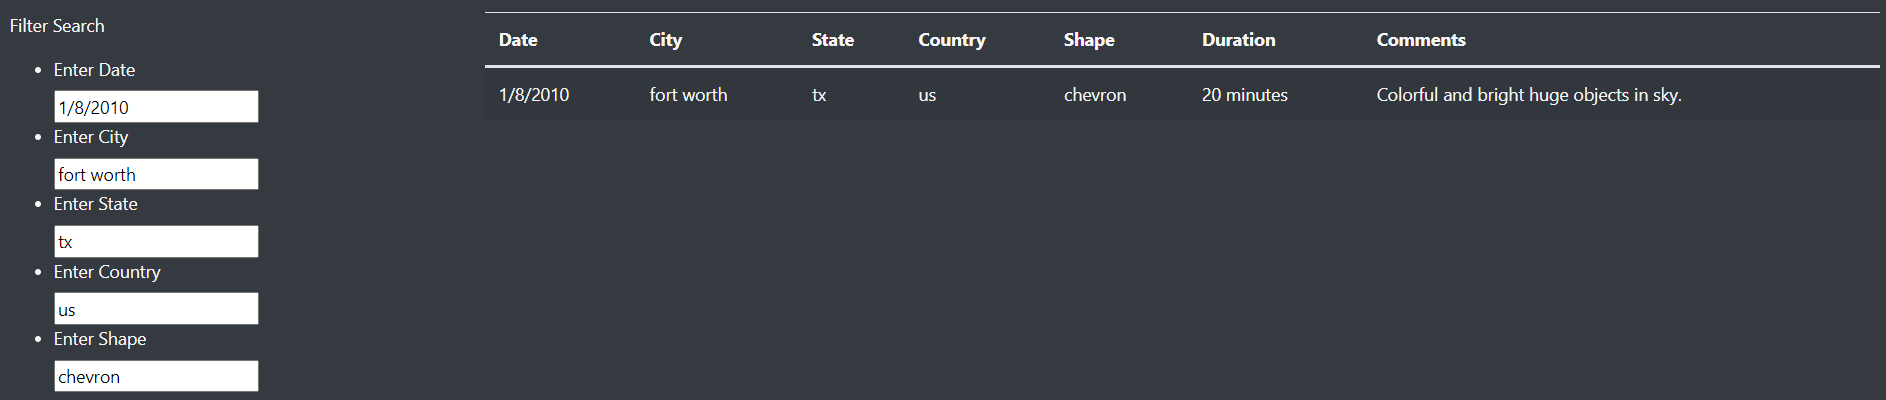 Filter Search
Enter Date
1/8/2010
Enter City
fort worth
Enter State
tx
Enter Country
us
Enter Shape
chevron
Date City State Country Shape Duration Comments
1/8/2010 fort worth tx us chevron 20 minutes Colorful and bright huge objects in sky.